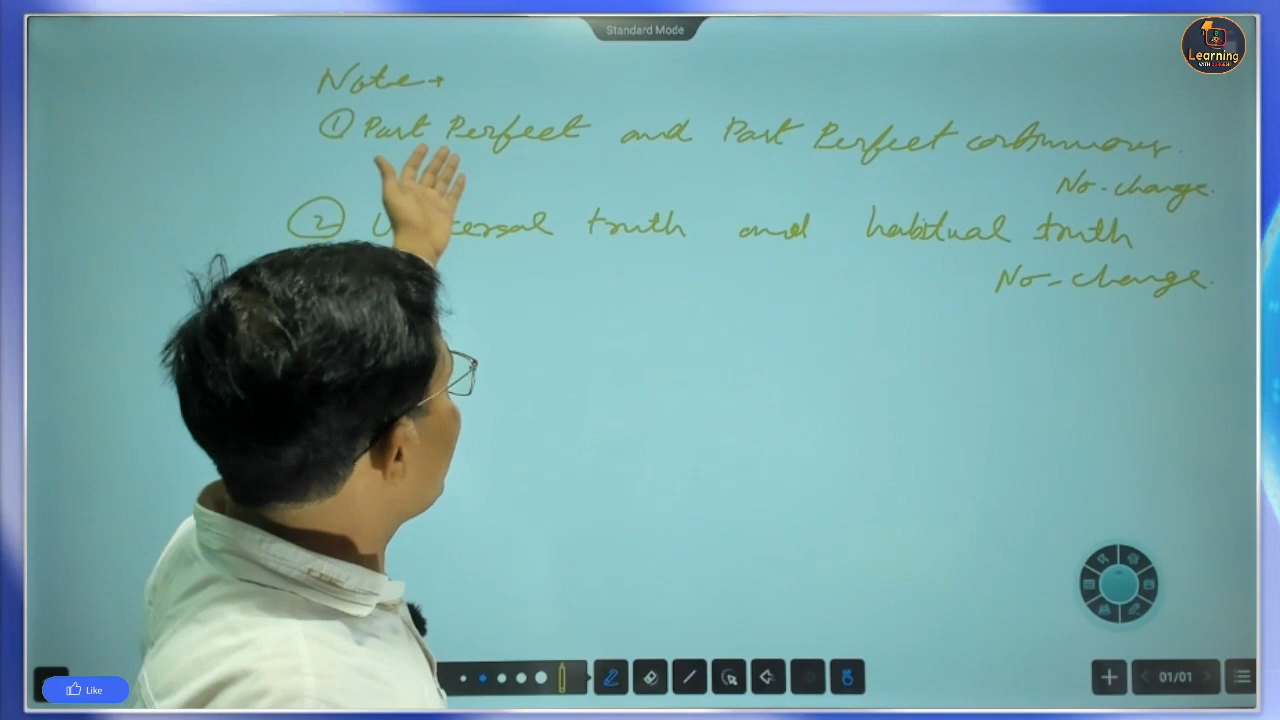 Standard Mode
Learning
Note →
① Past Perfect and Past Perfect continuous.
No-change.
② Universal truth and habitual truth
No-change.
01/01
Like